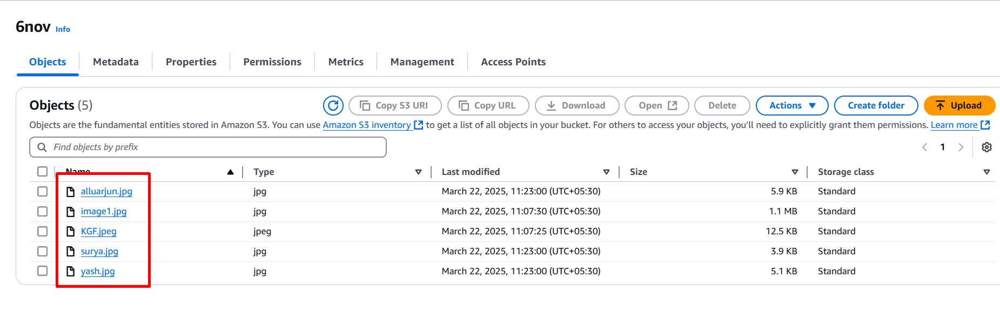 6nov Info
Objects Metadata Properties Permissions Metrics Management Access Points
Objects (5) Copy S3 URI Copy URL Download Open Delete Actions Create folder Upload
Objects are the fundamental entities stored in Amazon S3. You can use Amazon S3 inventory to get a list of all objects in your bucket. For others to access your objects, you’ll need to explicitly grant them permissions. Learn more
Find objects by prefix 1
Name Type Last modified Size Storage class
alluarjun.jpg jpg March 22, 2025, 11:23:00 (UTC+05:30) 5.9 KB Standard
image1.jpg jpg March 22, 2025, 11:07:30 (UTC+05:30) 1.1 MB Standard
KGF.jpeg jpeg March 22, 2025, 11:07:25 (UTC+05:30) 12.5 KB Standard
surya.jpg jpg March 22, 2025, 11:23:00 (UTC+05:30) 3.9 KB Standard
yash.jpg jpg March 22, 2025, 11:23:00 (UTC+05:30) 5.1 KB Standard